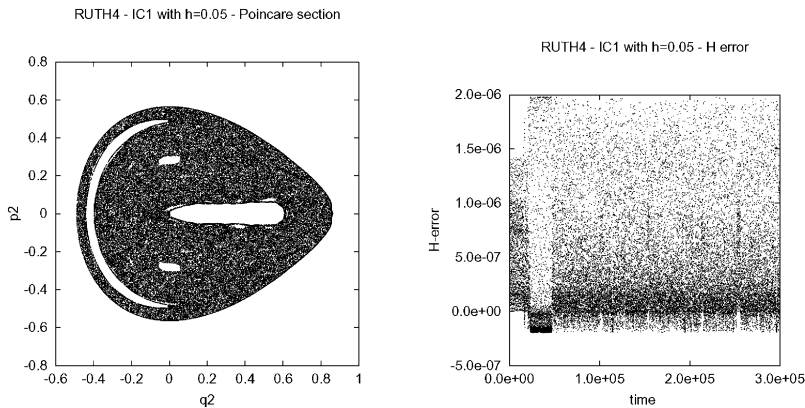 RUTH4 - IC1 with h=0.05 - Poincare section
0.8
0.6
0.4
0.2
0
-0.2
-0.4
-0.6
-0.8
p2
-0.6
-0.4
-0.2
0
0.2
0.4
0.6
0.8
1
q2
RUTH4 - IC1 with h=0.05 - H error
2.0e-06
1.5e-06
1.0e-06
5.0e-07
0.0e+00
-5.0e-07
H-error
0.0e+00
1.0e+05
2.0e+05
3.0e+05
time